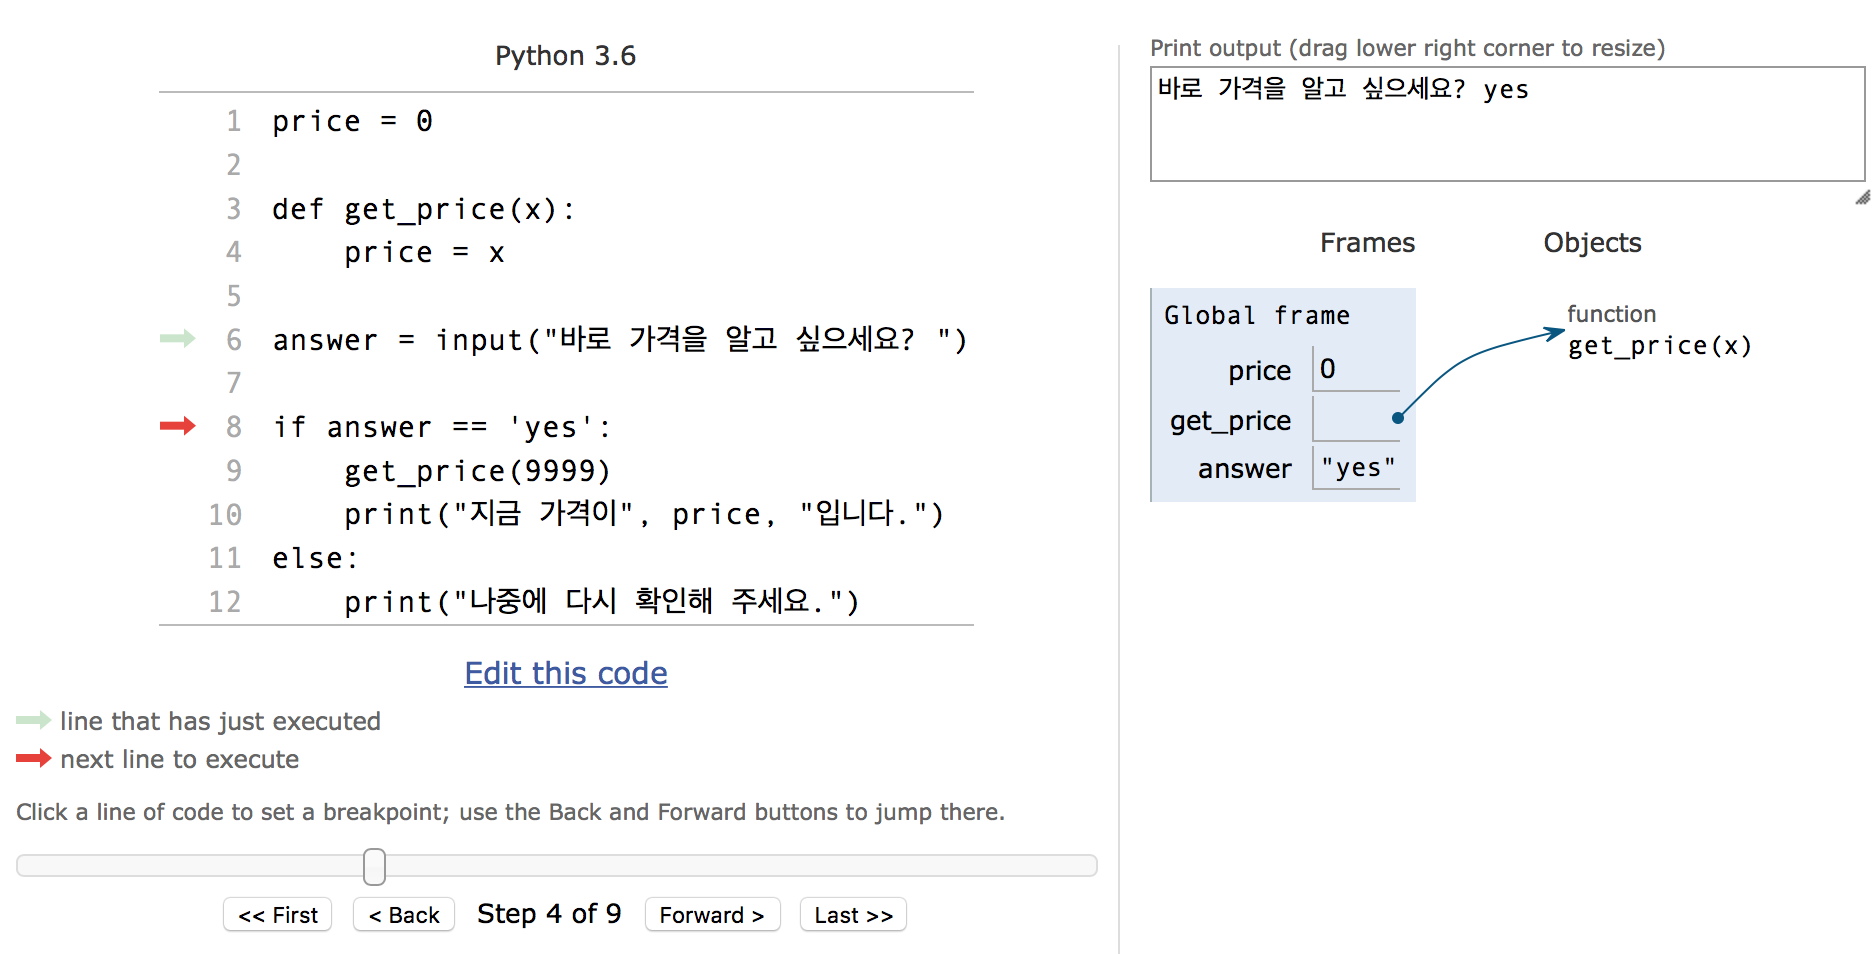 Python 3.6
1 price = 0
2
3 def get_price(x):
4     price = x
5
6 answer = input("바로 가격을 알고 싶으세요? ")
7
8 if answer == 'yes':
9     get_price(9999)
10     print("지금 가격이", price, "입니다.")
11 else:
12     print("나중에 다시 확인해 주세요.")
Edit this code
line that has just executed
next line to execute
Click a line of code to set a breakpoint; use the Back and Forward buttons to jump there.
<< First < Back Step 4 of 9 Forward > Last >>
Print output (drag lower right corner to resize)
바로 가격을 알고 싶으세요? yes
Frames Objects
Global frame
price 0
get_price
answer "yes"
function
get_price(x)